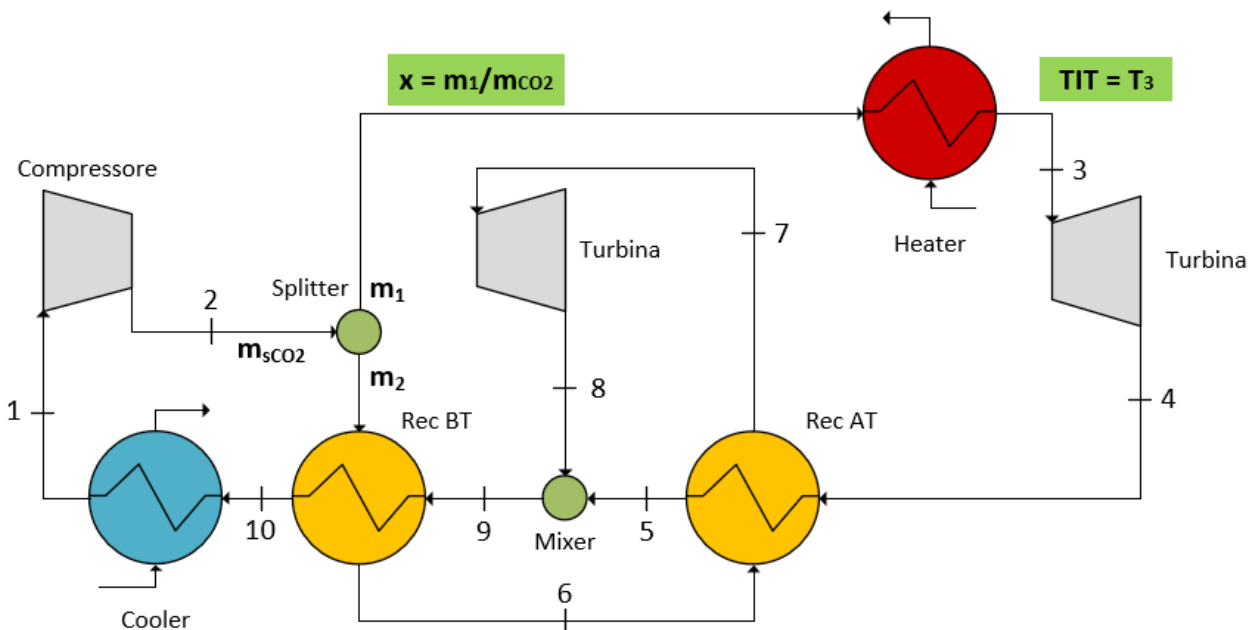 x = m1/mCO2
TIT = T3
Compressore
3
7
Turbina
Heater
Turbina
Splitter
m1
2
msCO2
m2
8
4
1
Rec BT
Rec AT
10
9
Mixer
5
6
Cooler